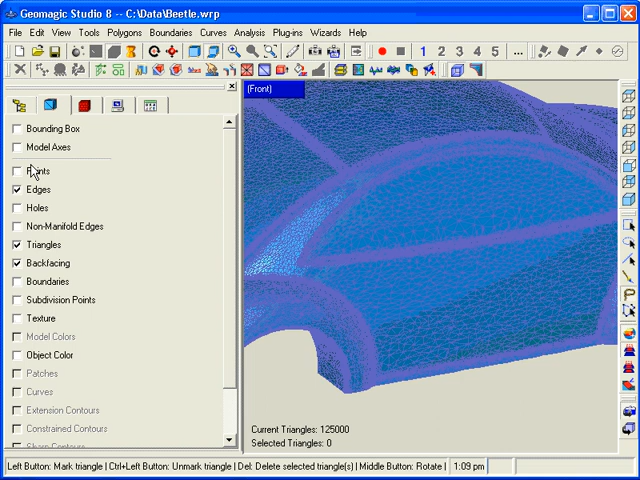 Geomagic Studio 8 -- C:\Data\Beetle.wrp
File Edit View Tools Polygons Boundaries Curves Analysis Plug-ins Wizards Help
1 2 3 4 5 ...
(Front)
Bounding Box
Model Axes
Points
Edges
Holes
Non-Manifold Edges
Triangles
Backfacing
Boundaries
Subdivision Points
Texture
Model Colors
Object Color
Patches
Curves
Extension Contours
Constrained Contours
Sharp Contours
Current Triangles: 125000
Selected Triangles: 0
Left Button: Mark triangle | Ctrl+Left Button: Unmark triangle | Del: Delete selected triangle(s) | Middle Button: Rotate | 1:09 pm